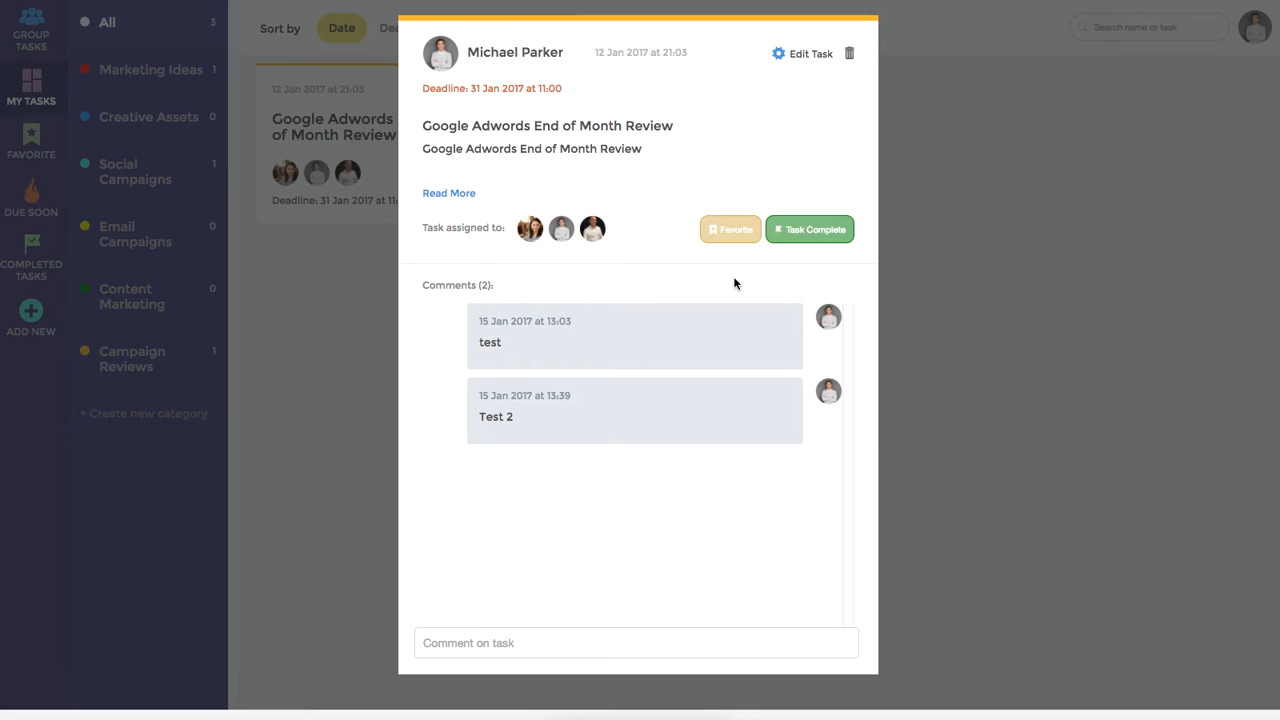 GROUP
TASKS
MY TASKS
FAVORITE
DUE SOON
COMPLETED
TASKS
ADD NEW
All 3
Marketing Ideas 1
Creative Assets 0
Social
Campaigns 1
Email
Campaigns 0
Content
Marketing 0
Campaign
Reviews 1
+ Create new category
Sort by Date
12 Jan 2017 at 21:03
Google Adwords
of Month Review
Deadline: 31 Jan 2017 at 11:
Search name or task
Michael Parker 12 Jan 2017 at 21:03 Edit Task
Deadline: 31 Jan 2017 at 11:00
Google Adwords End of Month Review
Google Adwords End of Month Review
Read More
Task assigned to: Favorite Task Complete
Comments (2):
15 Jan 2017 at 13:03
test
15 Jan 2017 at 13:39
Test 2
Comment on task